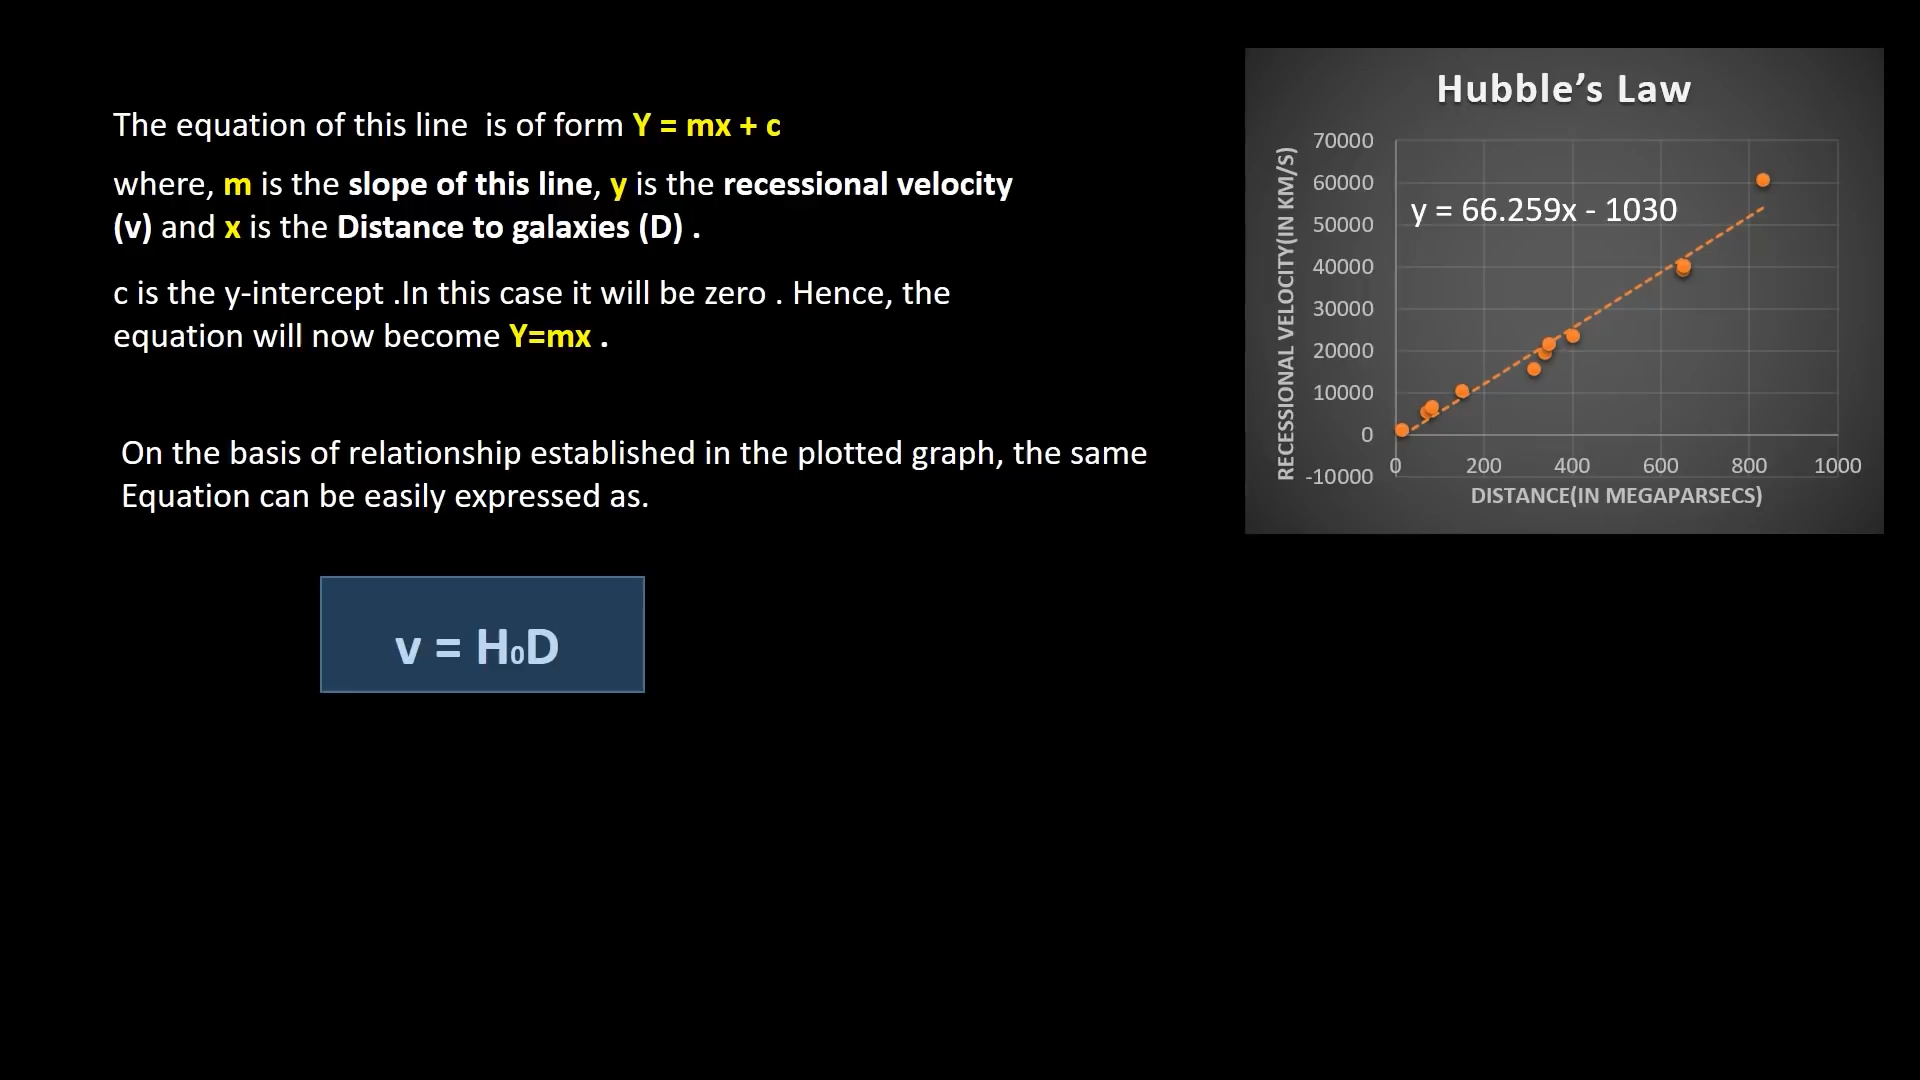 The equation of this line is of form Y = mx + c
where, m is the slope of this line, y is the recessional velocity
(v) and x is the Distance to galaxies (D) .
c is the y-intercept .In this case it will be zero . Hence, the
equation will now become Y=mx .
On the basis of relationship established in the plotted graph, the same
Equation can be easily expressed as.
v = H₀D
Hubble’s Law
RECESSIONAL VELOCITY(IN KM/S)
70000
60000
50000
40000
30000
20000
10000
0
-10000
y = 66.259x - 1030
0 200 400 600 800 1000
DISTANCE(IN MEGAPARSECS)